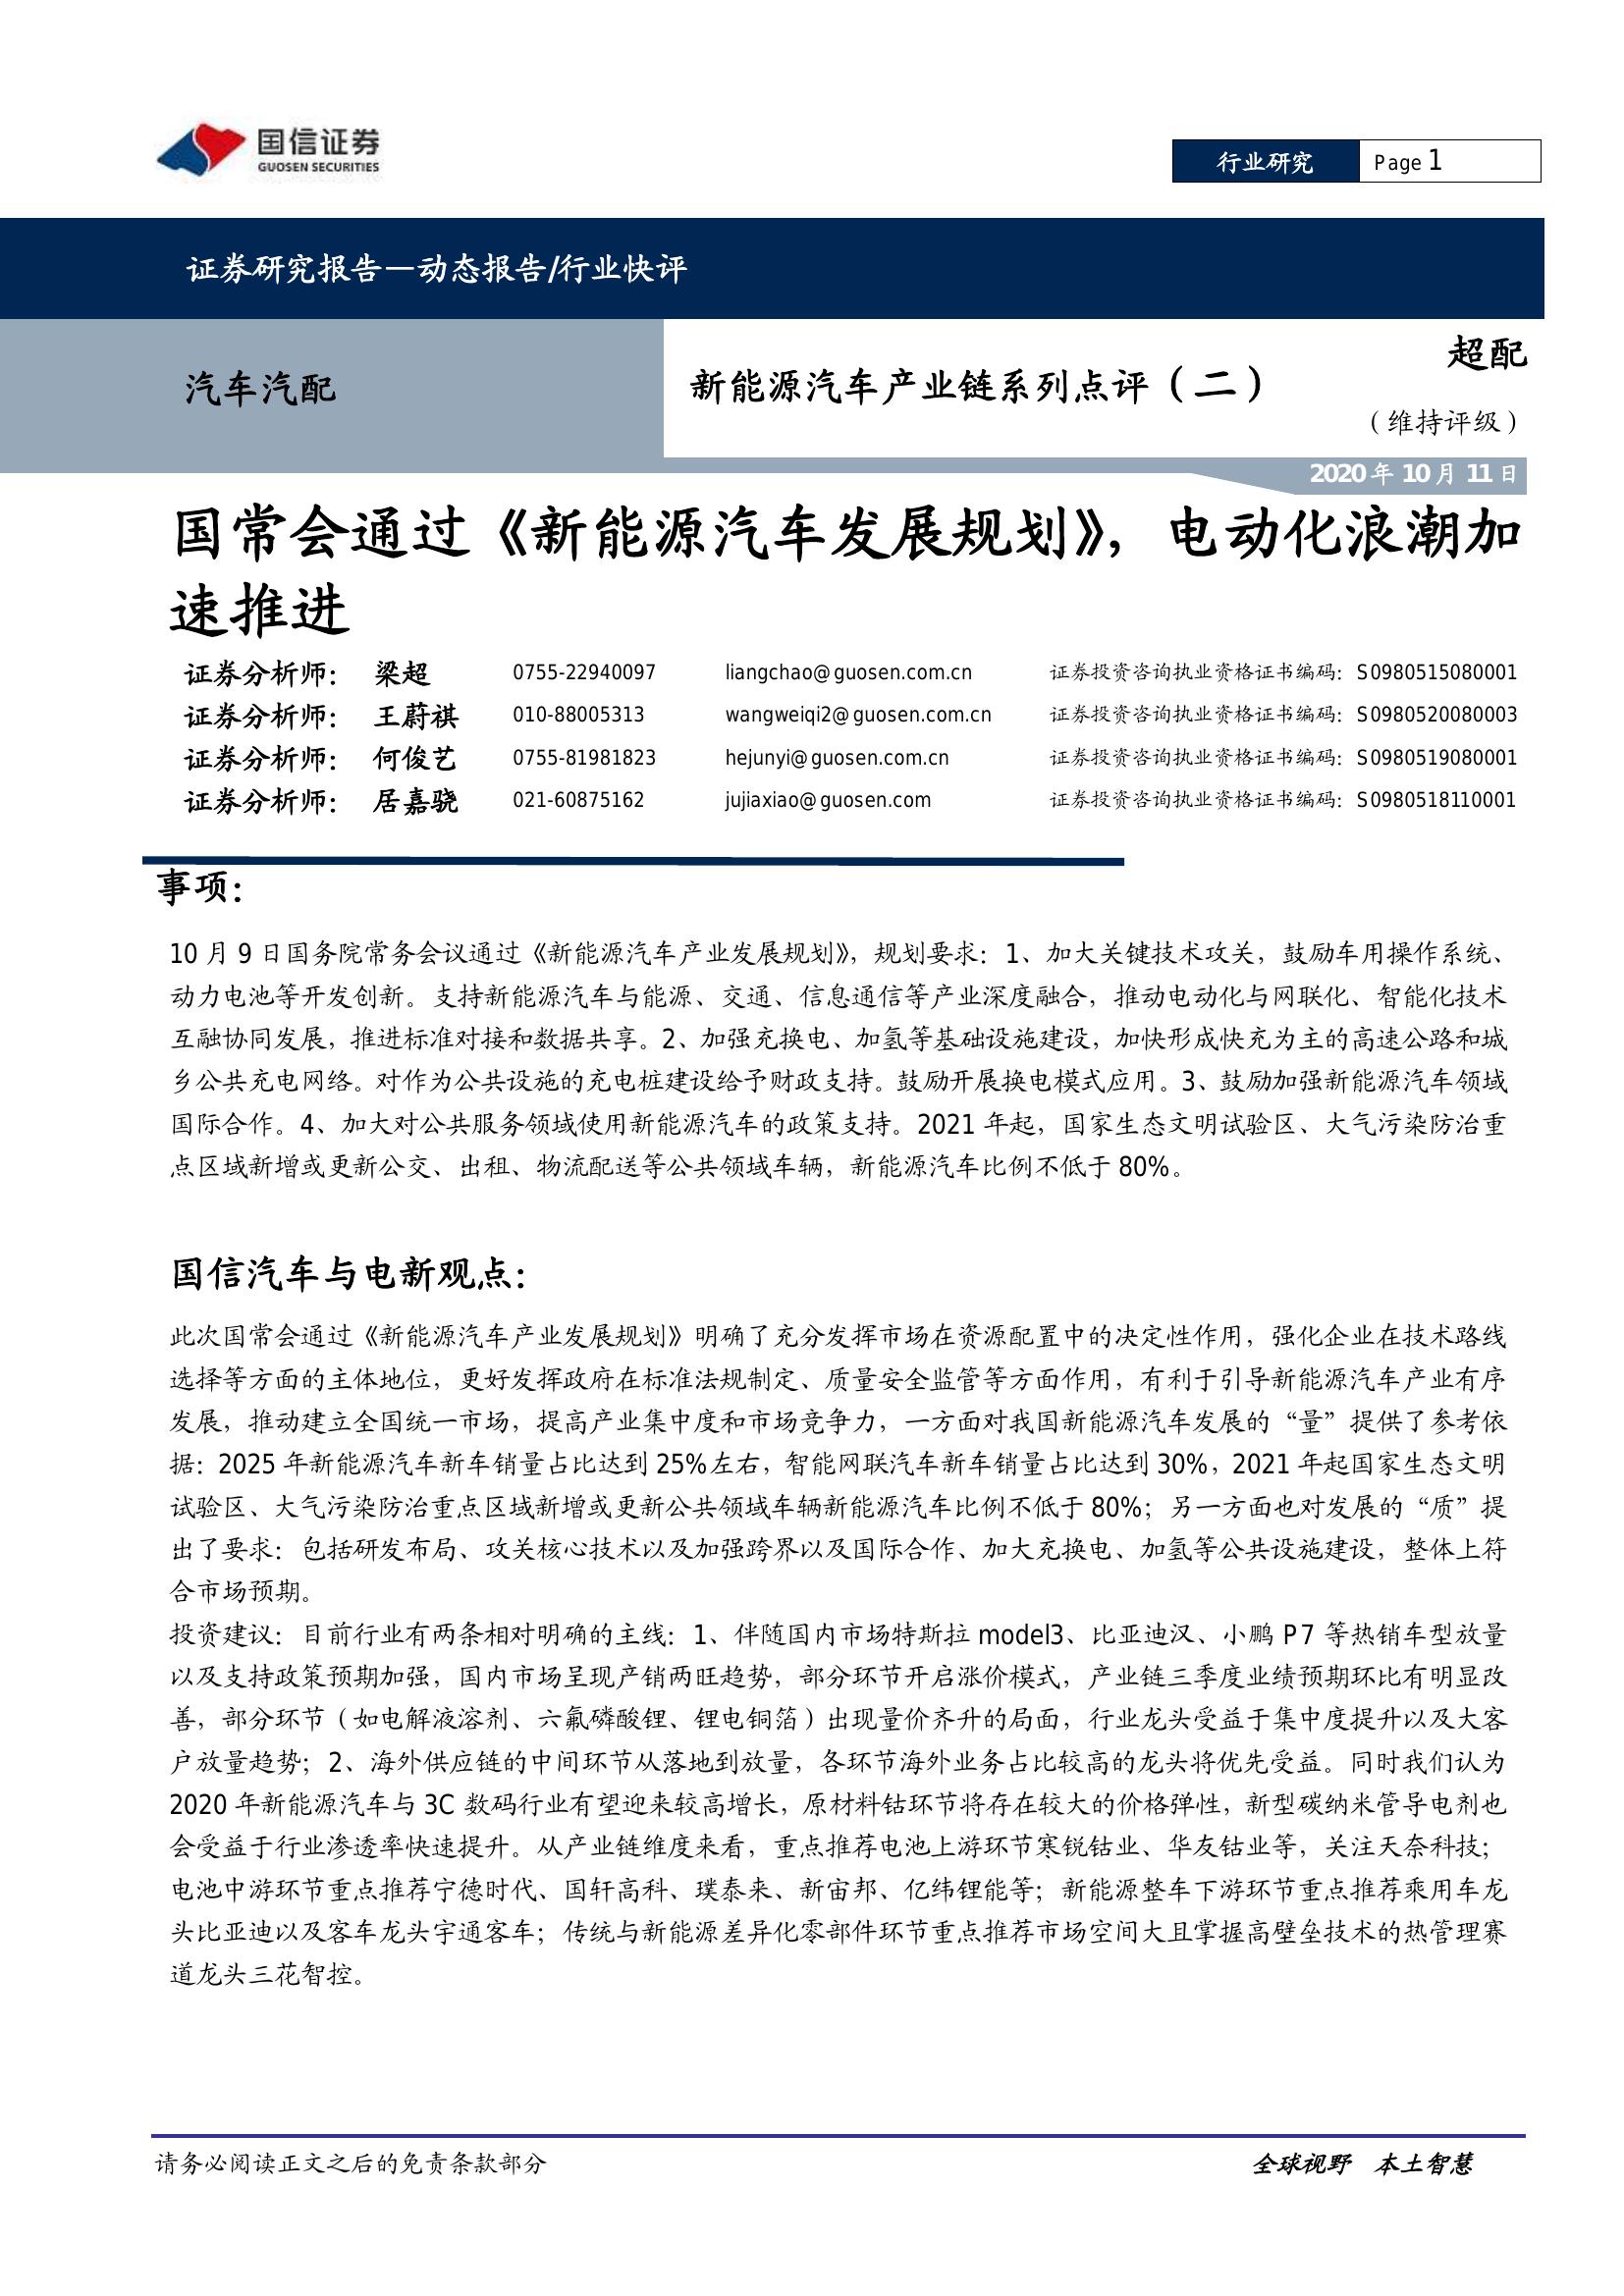 国信证券
GUOSEN SECURITIES
行业研究
Page 1
证券研究报告—动态报告/行业快评
汽车汽配
新能源汽车产业链系列点评（二）
超配
（维持评级）
2020 年 10 月 11 日
国常会通过《新能源汽车发展规划》，电动化浪潮加
速推进
证券分析师： 梁超 0755-22940097 liangchao@guosen.com.cn 证券投资咨询执业资格证书编码：S0980515080001
证券分析师： 王蔚祺 010-88005313 wangweiqi2@guosen.com.cn 证券投资咨询执业资格证书编码：S0980520080003
证券分析师： 何俊艺 0755-81981823 hejunyi@guosen.com.cn 证券投资咨询执业资格证书编码：S0980519080001
证券分析师： 居嘉骁 021-60875162 jujiaxiao@guosen.com 证券投资咨询执业资格证书编码：S0980518110001
事项：
10 月 9 日国务院常务会议通过《新能源汽车产业发展规划》，规划要求：1、加大关键技术攻关，鼓励车用操作系统、
动力电池等开发创新。支持新能源汽车与能源、交通、信息通信等产业深度融合，推动电动化与网联化、智能化技术
互融协同发展，推进标准对接和数据共享。2、加强充换电、加氢等基础设施建设，加快形成快充为主的高速公路和城
乡公共充电网络。对作为公共设施的充电桩建设给予财政支持。鼓励开展换电模式应用。3、鼓励加强新能源汽车领域
国际合作。4、加大对公共服务领域使用新能源汽车的政策支持。2021 年起，国家生态文明试验区、大气污染防治重
点区域新增或更新公交、出租、物流配送等公共领域车辆，新能源汽车比例不低于 80%。
国信汽车与电新观点：
此次国常会通过《新能源汽车产业发展规划》明确了充分发挥市场在资源配置中的决定性作用，强化企业在技术路线
选择等方面的主体地位，更好发挥政府在标准法规制定、质量安全监管等方面作用，有利于引导新能源汽车产业有序
发展，推动建立全国统一市场，提高产业集中度和市场竞争力，一方面对我国新能源汽车发展的“量”提供了参考依
据：2025 年新能源汽车新车销量占比达到 25%左右，智能网联汽车新车销量占比达到 30%，2021 年起国家生态文明
试验区、大气污染防治重点区域新增或更新公共领域车辆新能源汽车比例不低于 80%；另一方面也对发展的“质”提
出了要求：包括研发布局、攻关核心技术以及加强跨界以及国际合作、加大充换电、加氢等公共设施建设，整体上符
合市场预期。
投资建议：目前行业有两条相对明确的主线：1、伴随国内市场特斯拉 model3、比亚迪汉、小鹏 P7 等热销车型放量
以及支持政策预期加强，国内市场呈现产销两旺趋势，部分环节开启涨价模式，产业链三季度业绩预期环比有明显改
善，部分环节（如电解液溶剂、六氟磷酸锂、锂电铜箔）出现量价齐升的局面，行业龙头受益于集中度提升以及大客
户放量趋势；2、海外供应链的中间环节从落地到放量，各环节海外业务占比较高的龙头将优先受益。同时我们认为
2020 年新能源汽车与 3C 数码行业有望迎来较高增长，原材料钴环节将存在较大的价格弹性，新型碳纳米管导电剂也
会受益于行业渗透率快速提升。从产业链维度来看，重点推荐电池上游环节寒锐钴业、华友钴业等，关注天奈科技；
电池中游环节重点推荐宁德时代、国轩高科、璞泰来、新宙邦、亿纬锂能等；新能源整车下游环节重点推荐乘用车龙
头比亚迪以及客车龙头宇通客车；传统与新能源差异化零部件环节重点推荐市场空间大且掌握高壁垒技术的热管理赛
道龙头三花智控。
请务必阅读正文之后的免责条款部分
全球视野 本土智慧